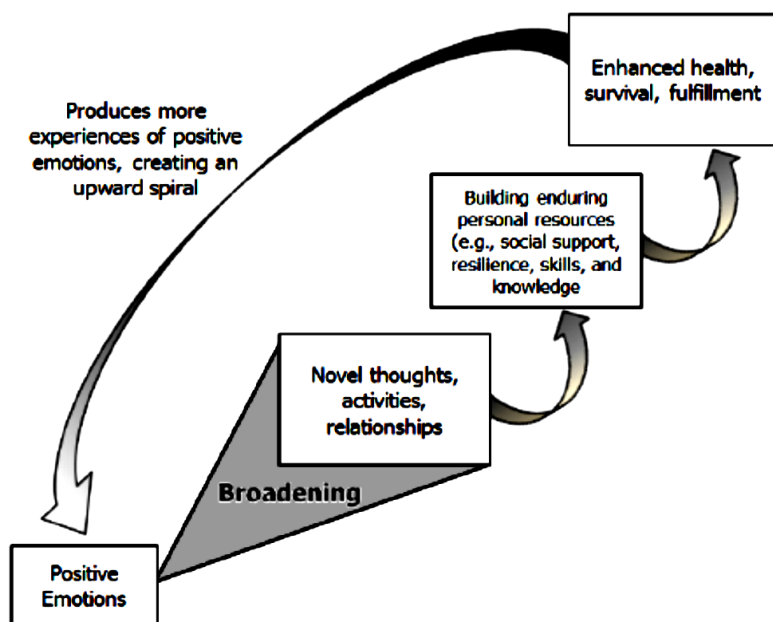 Enhanced health,
survival, fulfillment
Produces more
experiences of positive
emotions, creating an
upward spiral
Building enduring
personal resources
(e.g., social support,
resilience, skills, and
knowledge
Novel thoughts,
activities,
relationships
Broadening
Positive
Emotions